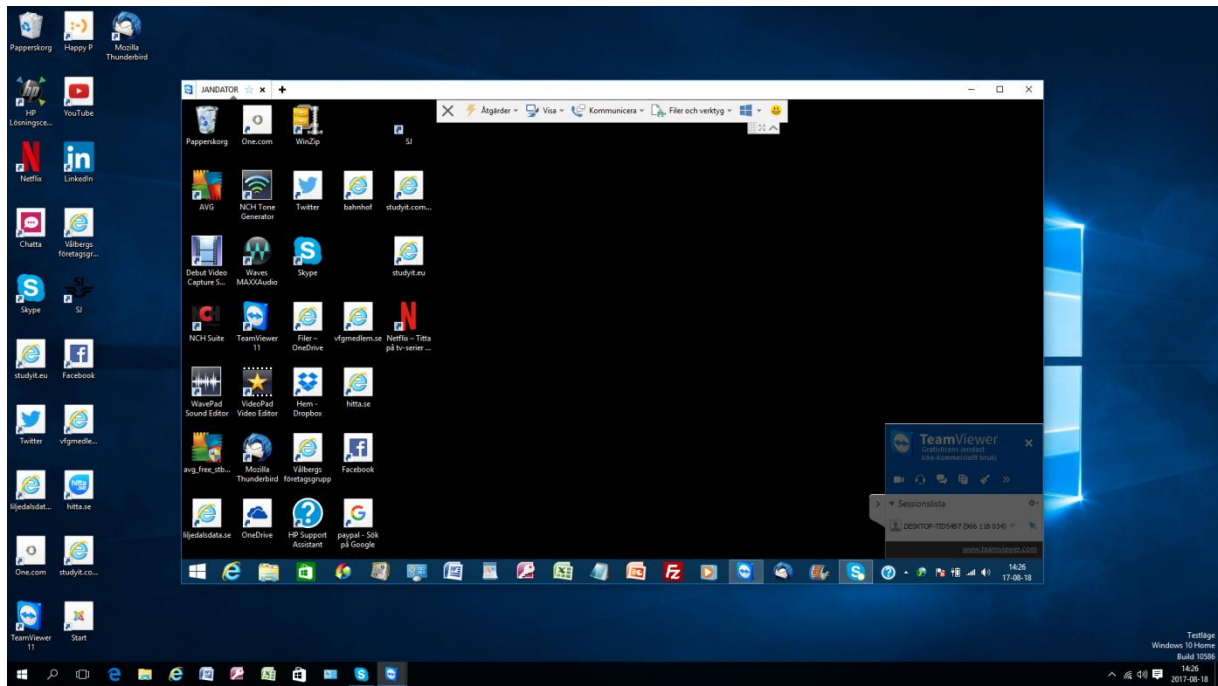 Papperskorg
Happy P
Mozilla
Thunderbird
HP
Lösningsce...
YouTube
Netflix
LinkedIn
Chatta
Vålbergs
företagsgr...
Skype
SJ
studyit.eu
Facebook
Twitter
vfgmedle...
liljedalsdat...
hitta.se
One.com
studyit.co...
TeamViewer
11
Start
JANDATOR
Åtgärder
Visa
Kommunicera
Filer och verktyg
Papperskorg
One.com
WinZip
SJ
AVG
NCH Tone
Generator
Twitter
bahnhof
studyit.com...
Debut Video
Capture S...
Waves
MAXXAudio
Skype
studyit.eu
NCH Suite
TeamViewer
11
Filer –
OneDrive
vfgmedlem.se
Netflix – Titta
på tv-serier ...
WavePad
Sound Editor
VideoPad
Video Editor
Hem -
Dropbox
hitta.se
avg_free_stb...
Mozilla
Thunderbird
Vålbergs
företagsgrupp
Facebook
liljedalsdata.se
OneDrive
HP Support
Assistant
paypal - Sök
på Google
TeamViewer
Gratislicens (endast
icke-kommersiellt bruk)
Sessionslista
www.teamviewer.com
14:26
17-08-18
Testläge
Windows 10 Home
Build 10586
14:26
2017-08-18